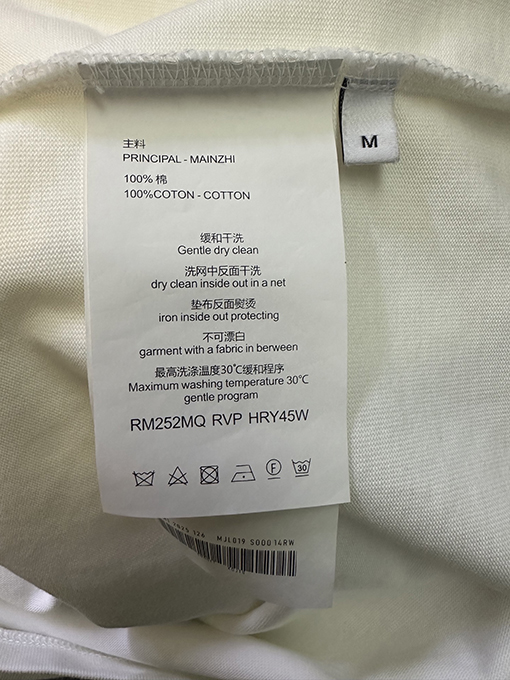 主料
PRINCIPAL - MAINZHI
100% 棉
100%COTON - COTTON
M
缓和干洗
Gentle dry clean
洗网中反面干洗
dry clean inside out in a net
垫布反面熨烫
iron inside out protecting
不可漂白
garment with a fabric in berween
最高洗涤温度30℃缓和程序
Maximum washing temperature 30℃
gentle program
RM252MQ RVP HRY45W
F
30
MJL019 S00014RW